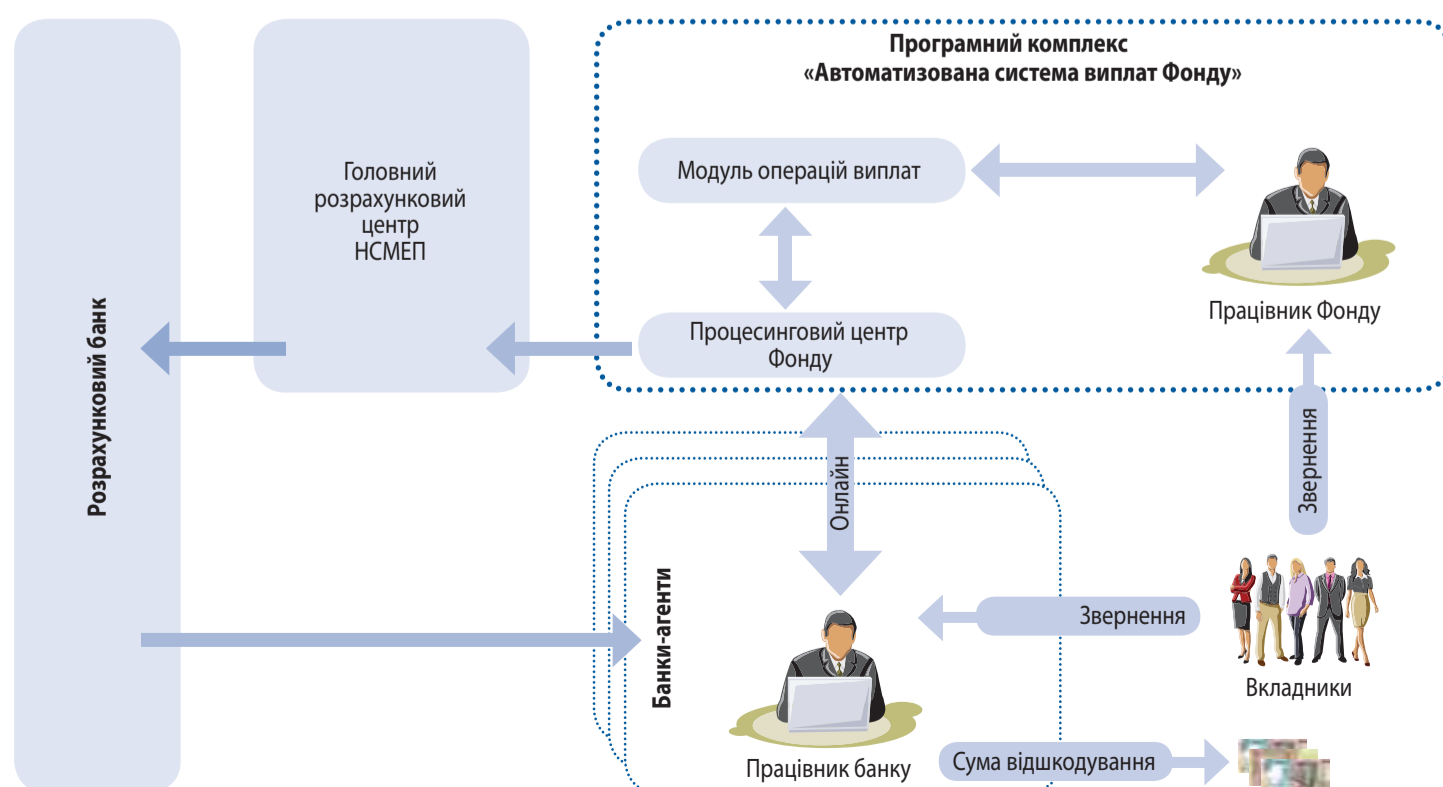 Програмний комплекс
«Автоматизована система виплат Фонду»
Головний
розрахунковий
центр
НСМЕП
Модуль операцій виплат
Працівник Фонду
Процесинговий центр
Фонду
Розрахунковий банк
Звернення
Онлайн
Банки-агенти
Звернення
Вкладники
Працівник банку
Сума відшкодування